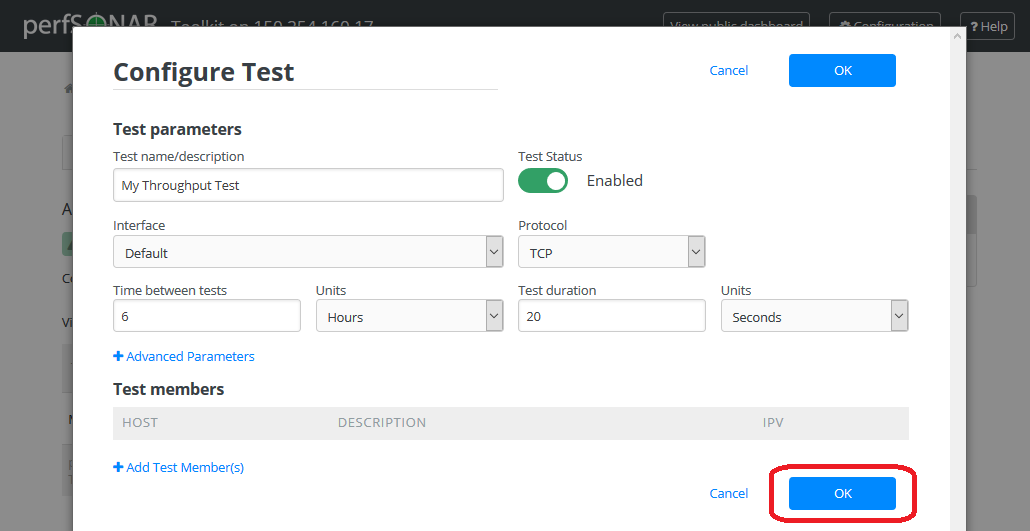 perfSONAR Toolkit on 159.254.160.17 View public dashboard Configuration ? Help
Configure Test
Cancel
OK
Test parameters
Test name/description
Test Status
My Throughput Test
Enabled
Interface
Protocol
Default
TCP
Time between tests
Units
Test duration
Units
6
Hours
20
Seconds
Advanced Parameters
Test members
HOST
DESCRIPTION
IPV
Add Test Member(s)
Cancel
OK